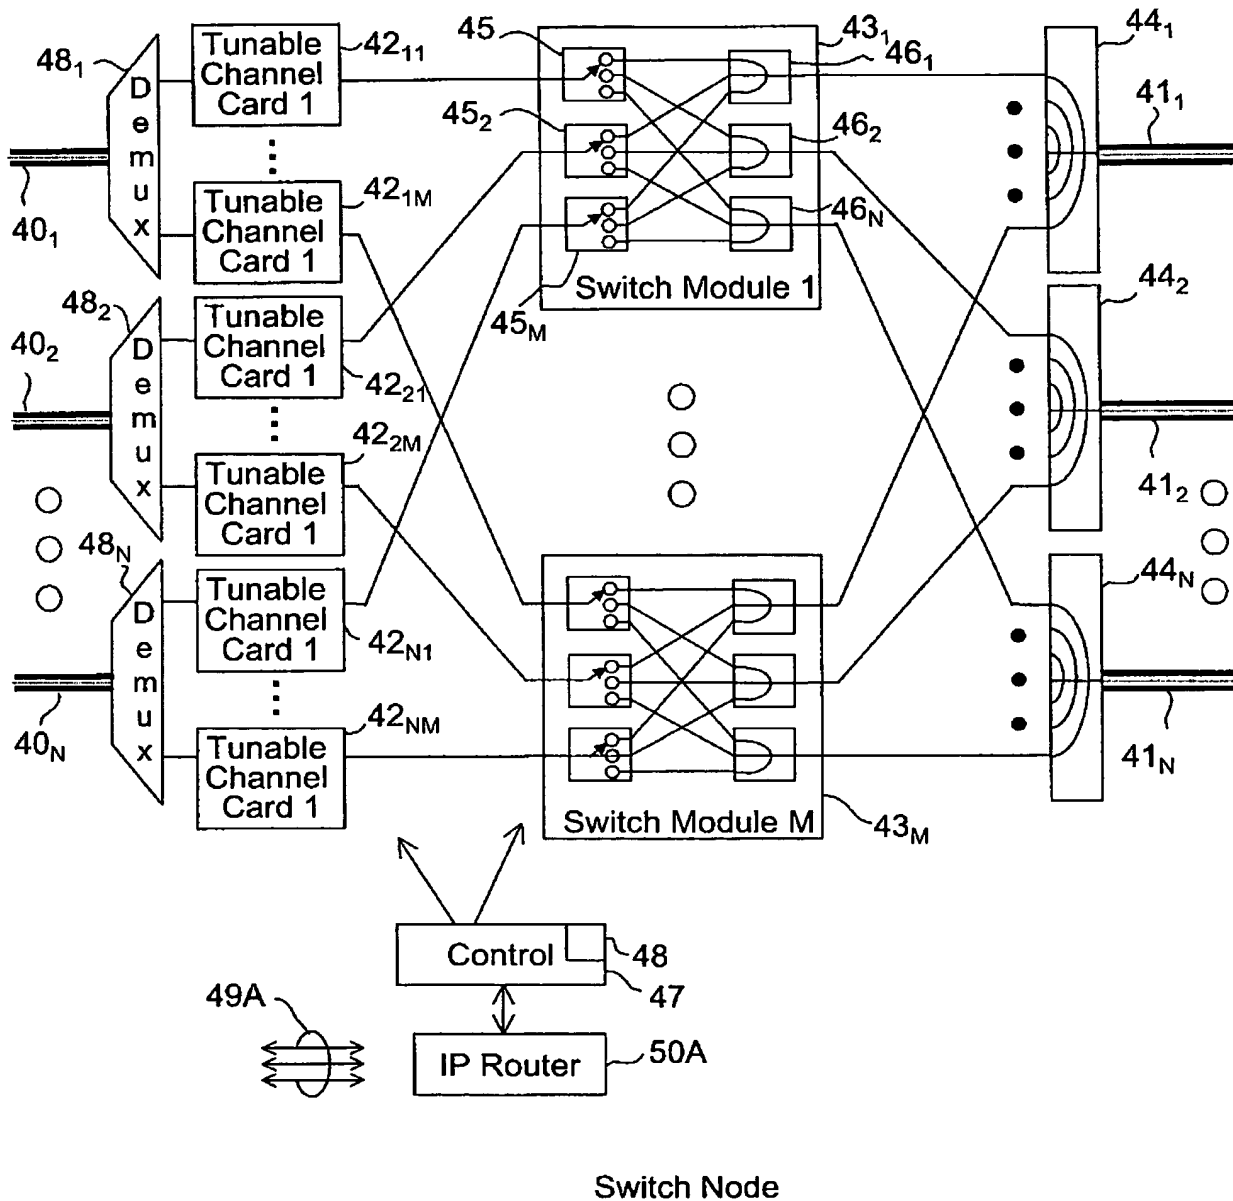 48₁
Demux
40₁
Tunable
Channel
Card 1
42₁₁
Tunable
Channel
Card 1
42₁M
48₂
Demux
40₂
Tunable
Channel
Card 1
42₂₁
Tunable
Channel
Card 1
42₂M
48N
Demux
40N
Tunable
Channel
Card 1
42N1
Tunable
Channel
Card 1
42NM
45
43₁
46₁
45₂
46₂
46N
45M
Switch Module 1
Switch Module M
43M
44₁
41₁
44₂
41₂
44N
41N
Control
48
47
49A
IP Router
50A
Switch Node